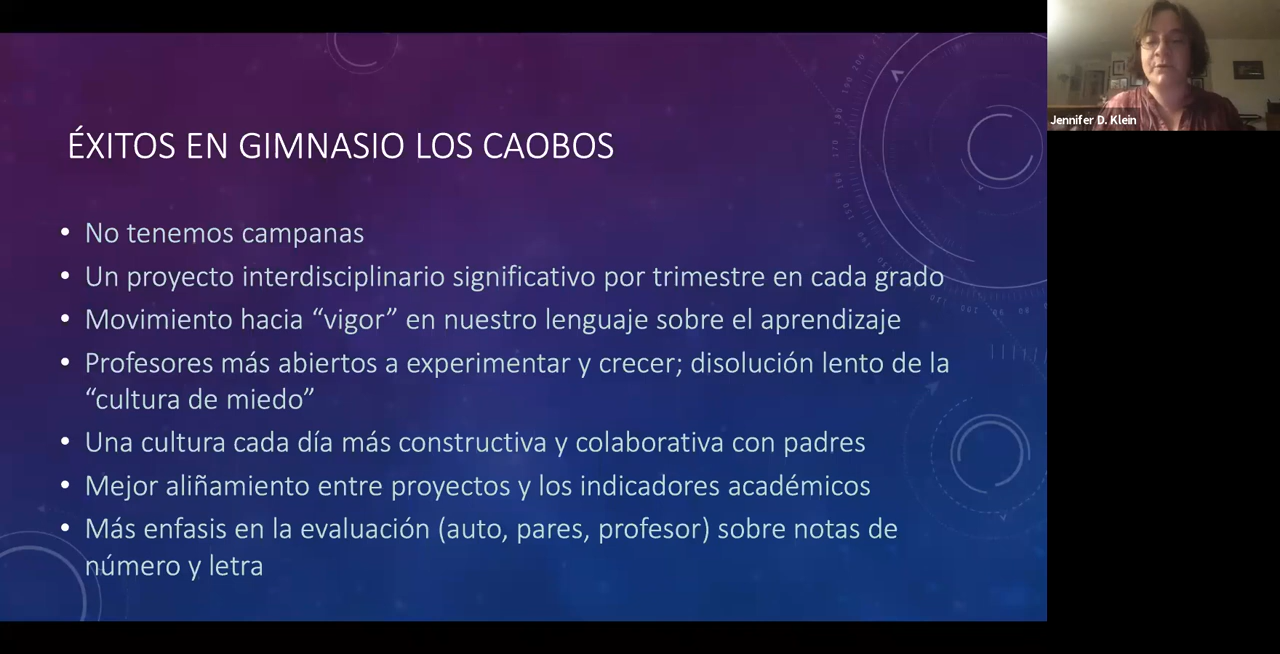 ÉXITOS EN GIMNASIO LOS CAOBOS
• No tenemos campanas
• Un proyecto interdisciplinario significativo por trimestre en cada grado
• Movimiento hacia “vigor” en nuestro lenguaje sobre el aprendizaje
• Profesores más abiertos a experimentar y crecer; disolución lento de la
“cultura de miedo”
• Una cultura cada día más constructiva y colaborativa con padres
• Mejor aliñamiento entre proyectos y los indicadores académicos
• Más enfasis en la evaluación (auto, pares, profesor) sobre notas de
número y letra
Jennifer D. Klein